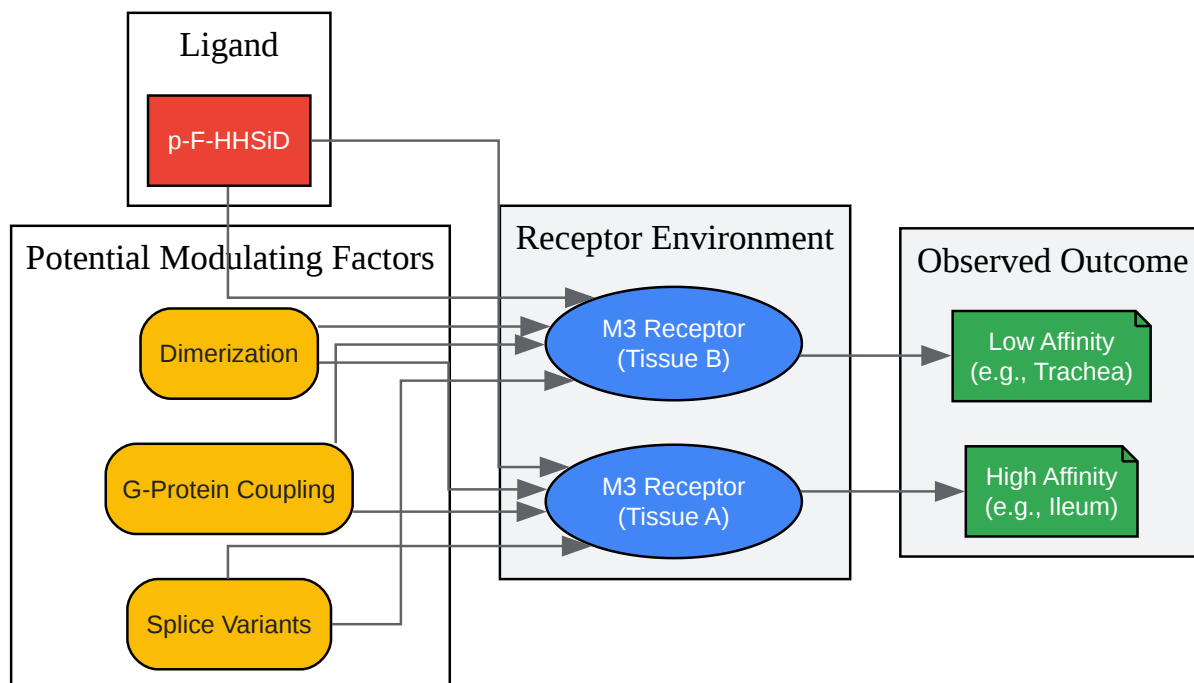 Ligand
p-F-HHSiD
Potential Modulating Factors
Dimerization
G-Protein Coupling
Splice Variants
Receptor Environment
M3 Receptor
(Tissue B)
M3 Receptor
(Tissue A)
Observed Outcome
Low Affinity
(e.g., Trachea)
High Affinity
(e.g., Ileum)